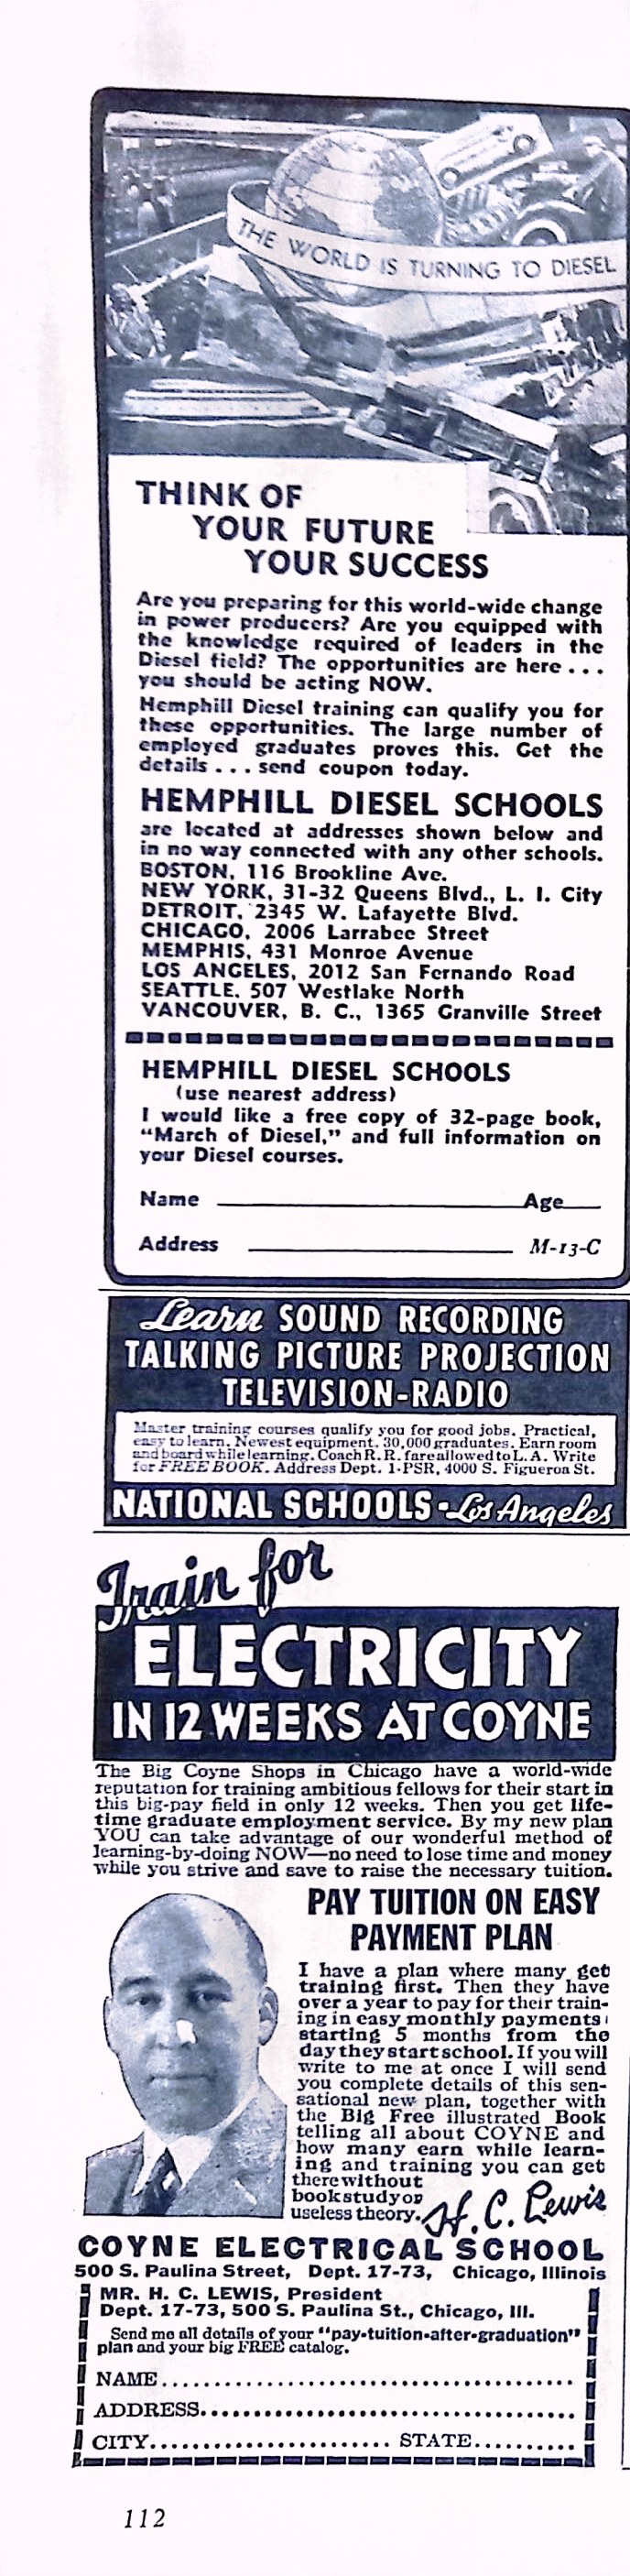 THE WORLD IS TURNING TO DIESEL
THINK OF
YOUR FUTURE
YOUR SUCCESS
Are you preparing for this world-wide change
in power producers? Are you equipped with
the knowledge required of leaders in the
Diesel field? The opportunities are here . . .
you should be acting NOW.
Hemphill Diesel training can qualify you for
these opportunities. The large number of
employed graduates proves this. Get the
details . . . send coupon today.
HEMPHILL DIESEL SCHOOLS
are located at addresses shown below and
in no way connected with any other schools.
BOSTON, 116 Brookline Ave.
NEW YORK, 31-32 Queens Blvd., L. I. City
DETROIT, 2345 W. Lafayette Blvd.
CHICAGO, 2006 Larrabee Street
MEMPHIS, 431 Monroe Avenue
LOS ANGELES, 2012 San Fernando Road
SEATTLE, 507 Westlake North
VANCOUVER, B. C., 1365 Granville Street
HEMPHILL DIESEL SCHOOLS
(use nearest address)
I would like a free copy of 32-page book,
"March of Diesel," and full information on
your Diesel courses.
Name Age
Address M-13-C
Learn SOUND RECORDING
TALKING PICTURE PROJECTION
TELEVISION-RADIO
Master training courses qualify you for good jobs. Practical,
easy to learn. Newest equipment. 30,000 graduates. Earn room
and board while learning. Coach R. R. fare allowed to L. A. Write
for FREE BOOK. Address Dept. 1-PSR, 4000 S. Figueroa St.
NATIONAL SCHOOLS - Los Angeles
Train for
ELECTRICITY
IN 12 WEEKS AT COYNE
The Big Coyne Shops in Chicago have a world-wide
reputation for training ambitious fellows for their start in
this big-pay field in only 12 weeks. Then you get life-
time graduate employment service. By my new plan
YOU can take advantage of our wonderful method of
learning-by-doing NOW—no need to lose time and money
while you strive and save to raise the necessary tuition.
PAY TUITION ON EASY
PAYMENT PLAN
I have a plan where many get
training first. Then they have
over a year to pay for their train-
ing in easy monthly payments
starting 5 months from the
day they start school. If you will
write to me at once I will send
you complete details of this sen-
sational new plan, together with
the Big Free illustrated Book
telling all about COYNE and
how many earn while learn-
ing and training you can get
there without
book study or
useless theory. H. C. Lewis
COYNE ELECTRICAL SCHOOL
500 S. Paulina Street, Dept. 17-73, Chicago, Illinois
MR. H. C. LEWIS, President
Dept. 17-73, 500 S. Paulina St., Chicago, Ill.
Send me all details of your "pay-tuition-after-graduation"
plan and your big FREE catalog.
NAME
ADDRESS
CITY STATE
112